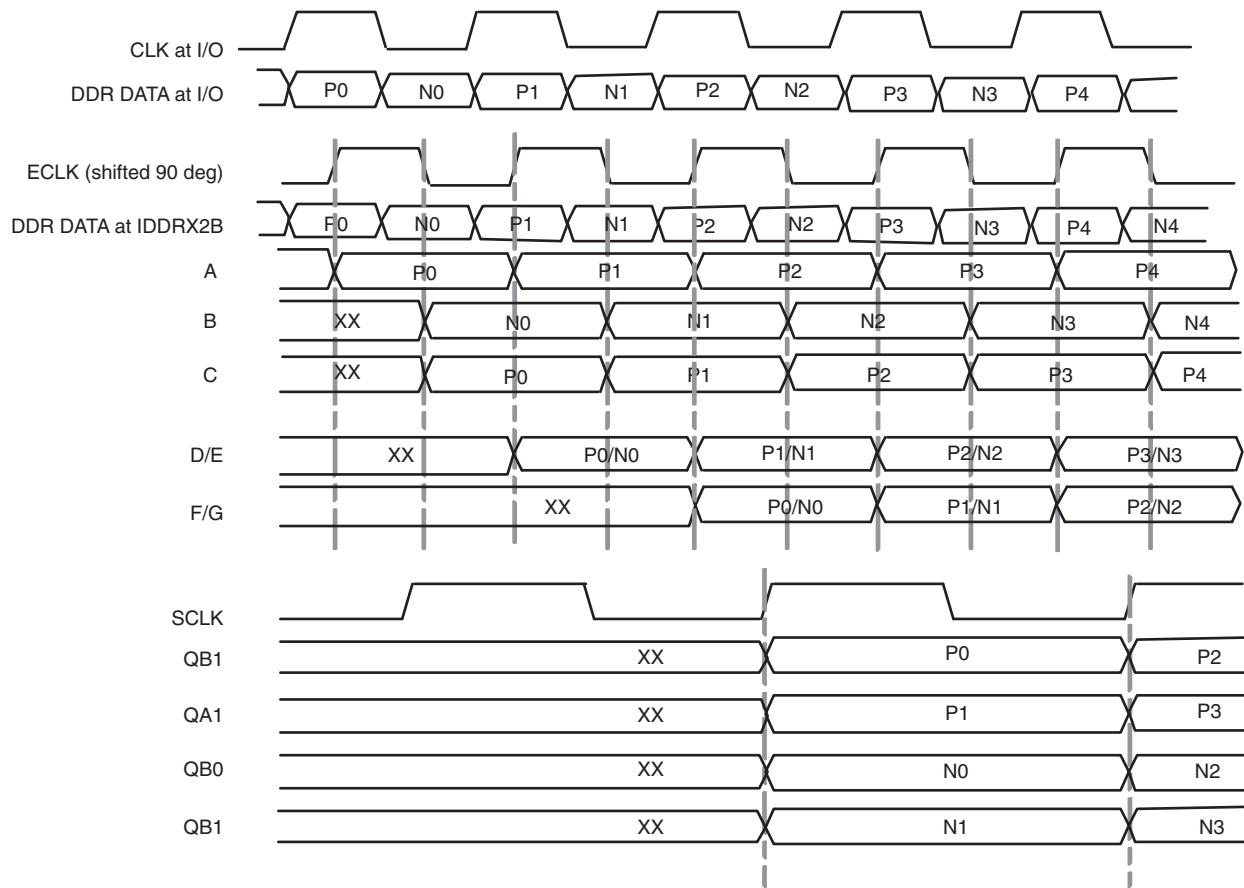 CLK at I/O
DDR DATA at I/O P0 N0 P1 N1 P2 N2 P3 N3 P4
ECLK (shifted 90 deg)
DDR DATA at IDDRX2B P0 N0 P1 N1 P2 N2 P3 N3 P4 N4
A P0 P1 P2 P3 P4
B XX N0 N1 N2 N3 N4
C XX P0 P1 P2 P3 P4
D/E XX P0/N0 P1/N1 P2/N2 P3/N3
F/G XX P0/N0 P1/N1 P2/N2
SCLK
QB1 XX P0 P2
QA1 XX P1 P3
QB0 XX N0 N2
QB1 XX N1 N3